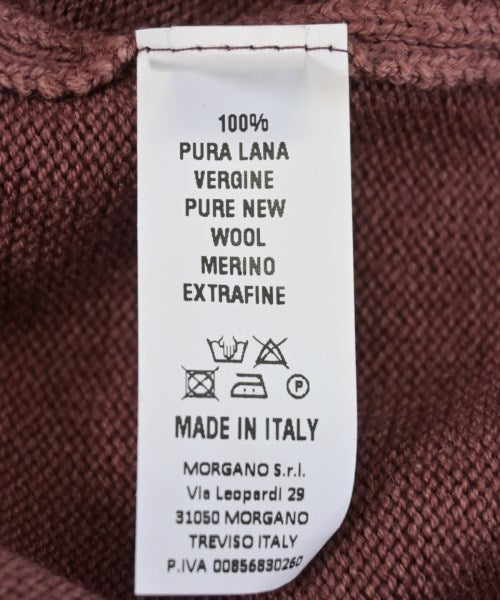 100%
PURA LANA
VERGINE
PURE NEW
WOOL
MERINO
EXTRAFINE
P
MADE IN ITALY
MORGANO S.r.l.
Via Leopardi 29
31050 MORGANO
TREVISO ITALY
P.IVA 00856830260